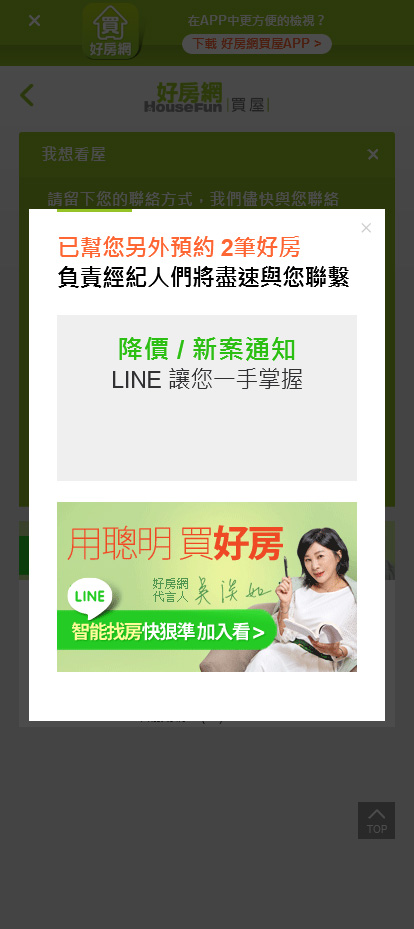 買
好房網
在APP中更方便的檢視？
下載 好房網買屋APP >
好房網
HouseFun
買屋
我想看屋
請留下您的聯絡方式，我們儘快與您聯絡
已幫您另外預約 2筆好房
負責經紀人們將盡速與您聯繫
降價 / 新案通知
LINE 讓您一手掌握
用聰明買好房
好房網
代言人 吳淡如
LINE
智能找房快狠準 加入看>
TOP